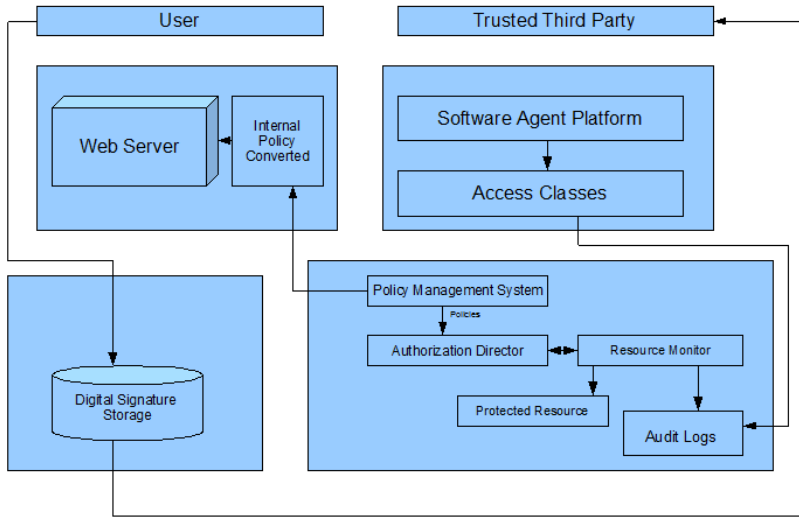 User
Trusted Third Party
Web Server
Internal
Policy
Converted
Software Agent Platform
Access Classes
Policy Management System
Policies
Authorization Director
Resource Monitor
Protected Resource
Audit Logs
Digital Signature
Storage